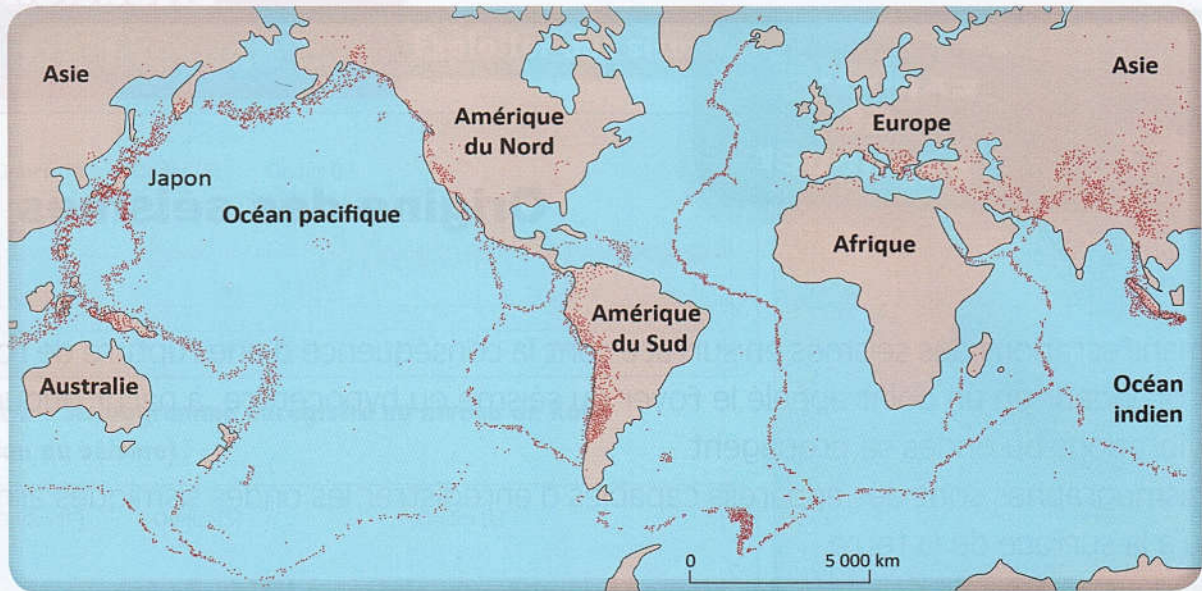 Asie
Asie
Amérique
du Nord
Europe
Japon
Océan pacifique
Afrique
Amérique
du Sud
Australie
Océan
indien
0 5 000 km